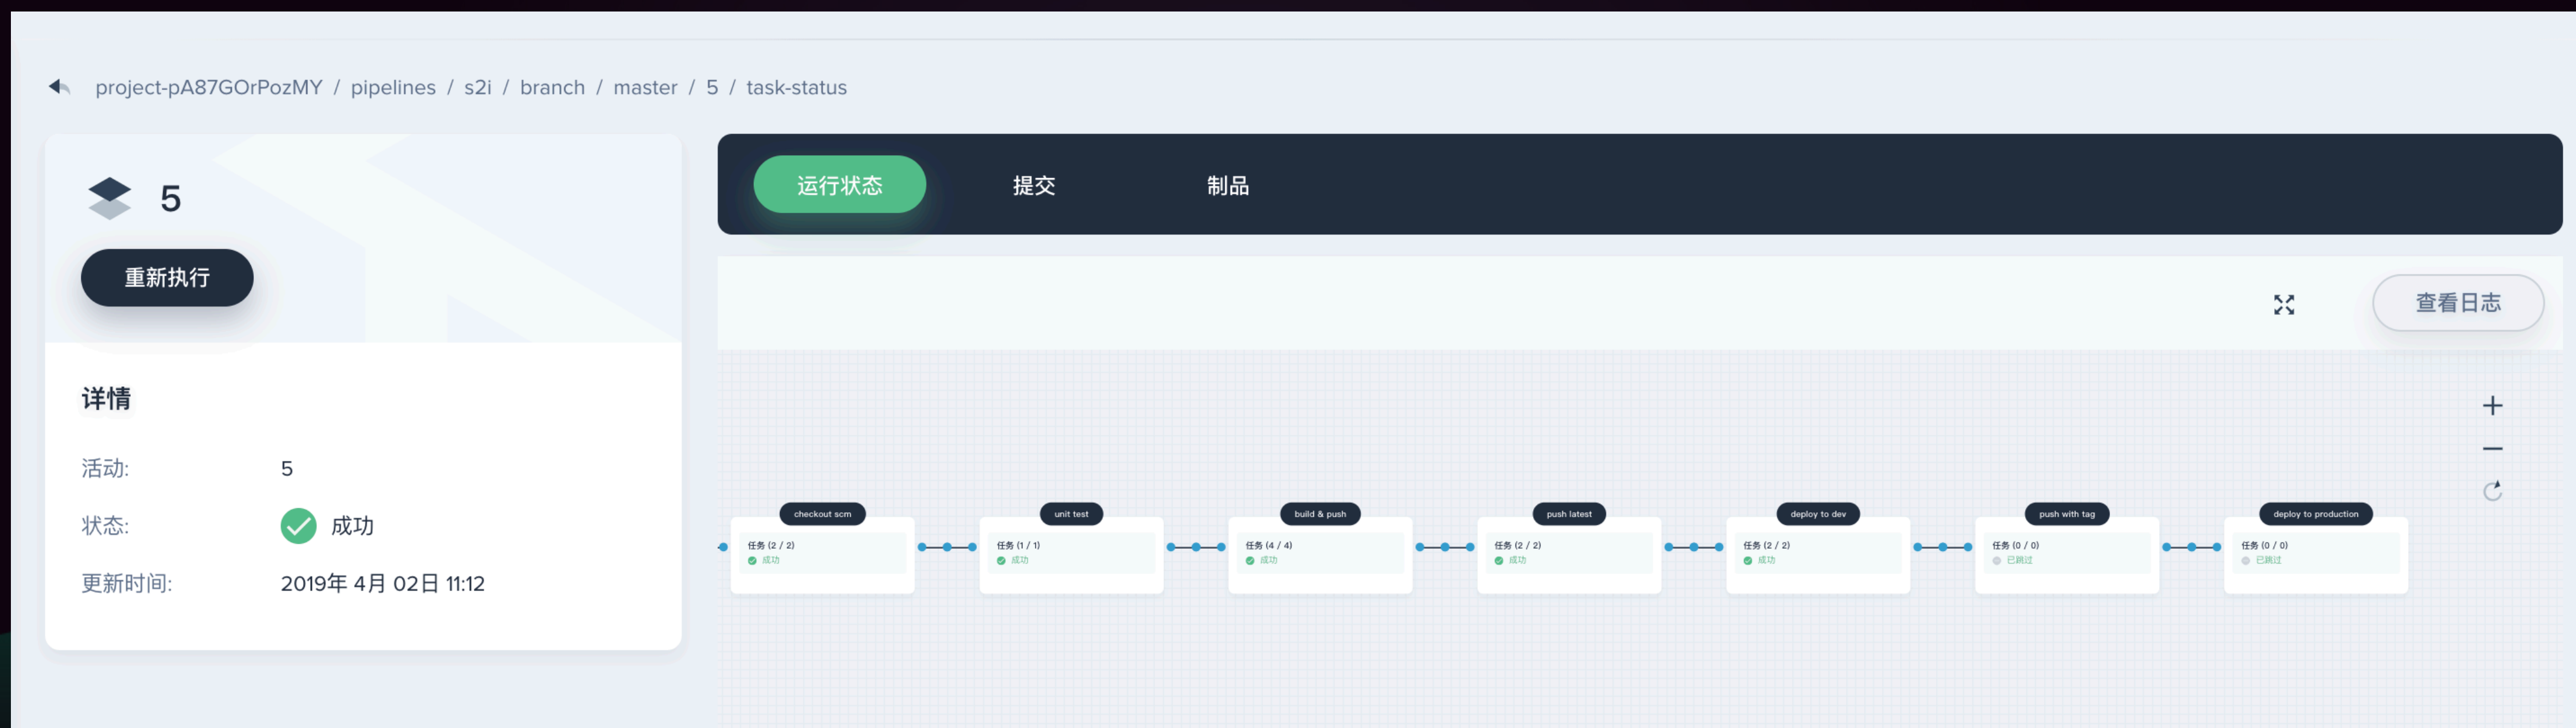 project-pA87GOrPozMY / pipelines / s2i / branch / master / 5 / task-status
5
重新执行
详情
活动: 5
状态: 成功
更新时间: 2019年 4月 02日 11:12
运行状态 提交 制品
查看日志
checkout scm
任务 (2 / 2)
成功
unit test
任务 (1 / 1)
成功
build & push
任务 (4 / 4)
成功
push latest
任务 (2 / 2)
成功
deploy to dev
任务 (2 / 2)
成功
push with tag
任务 (0 / 0)
已跳过
deploy to production
任务 (0 / 0)
已跳过